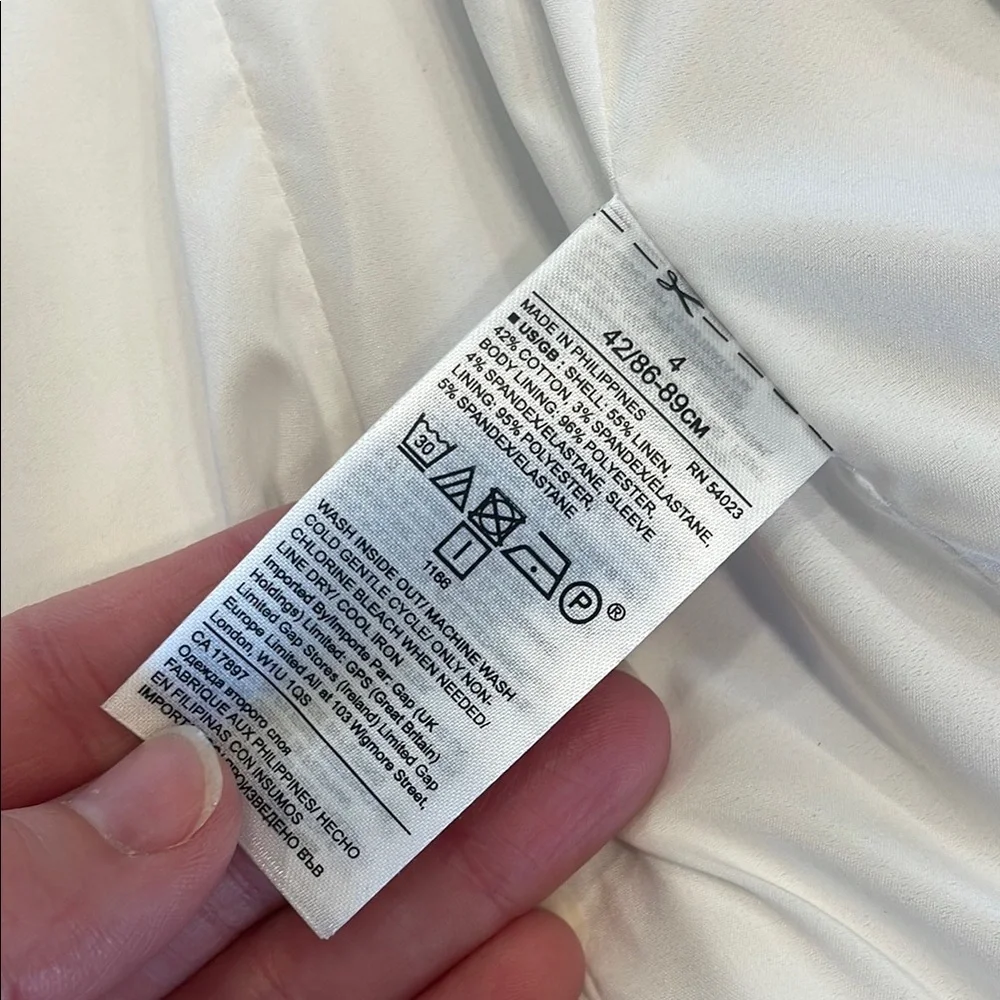 4
42/86-89CM
MADE IN PHILIPPINES RN 54023
■ US/GB : SHELL, 55% LINEN,
42% COTTON, 3% SPANDEX/ELASTANE,
BODY LINING: 96% POLYESTER,
4% SPANDEX/ELASTANE, SLEEVE
LINING: 95% POLYESTER,
5% SPANDEX/ELASTANE
30
P ®
1166
WASH INSIDE OUT/ MACHINE WASH
COLD GENTLE CYCLE/ ONLY NON-
CHLORINE BLEACH WHEN NEEDED/
LINE DRY/ COOL IRON
Imported By/Imports Par: Gap (UK
Holdings) Limited: GPS (Great Britain)
Limited Gap Stores (Ireland) Limited Gap
Europe Limited All at 103 Wigmore Street,
London, W1U 1QS
CA 17897
Одежда второго слоя
FABRIQUE AUX PHILIPPINES/ HECHO
EN FILIPINAS CON INSUMOS
ПРОИЗВЕДЕНО ВЪВ